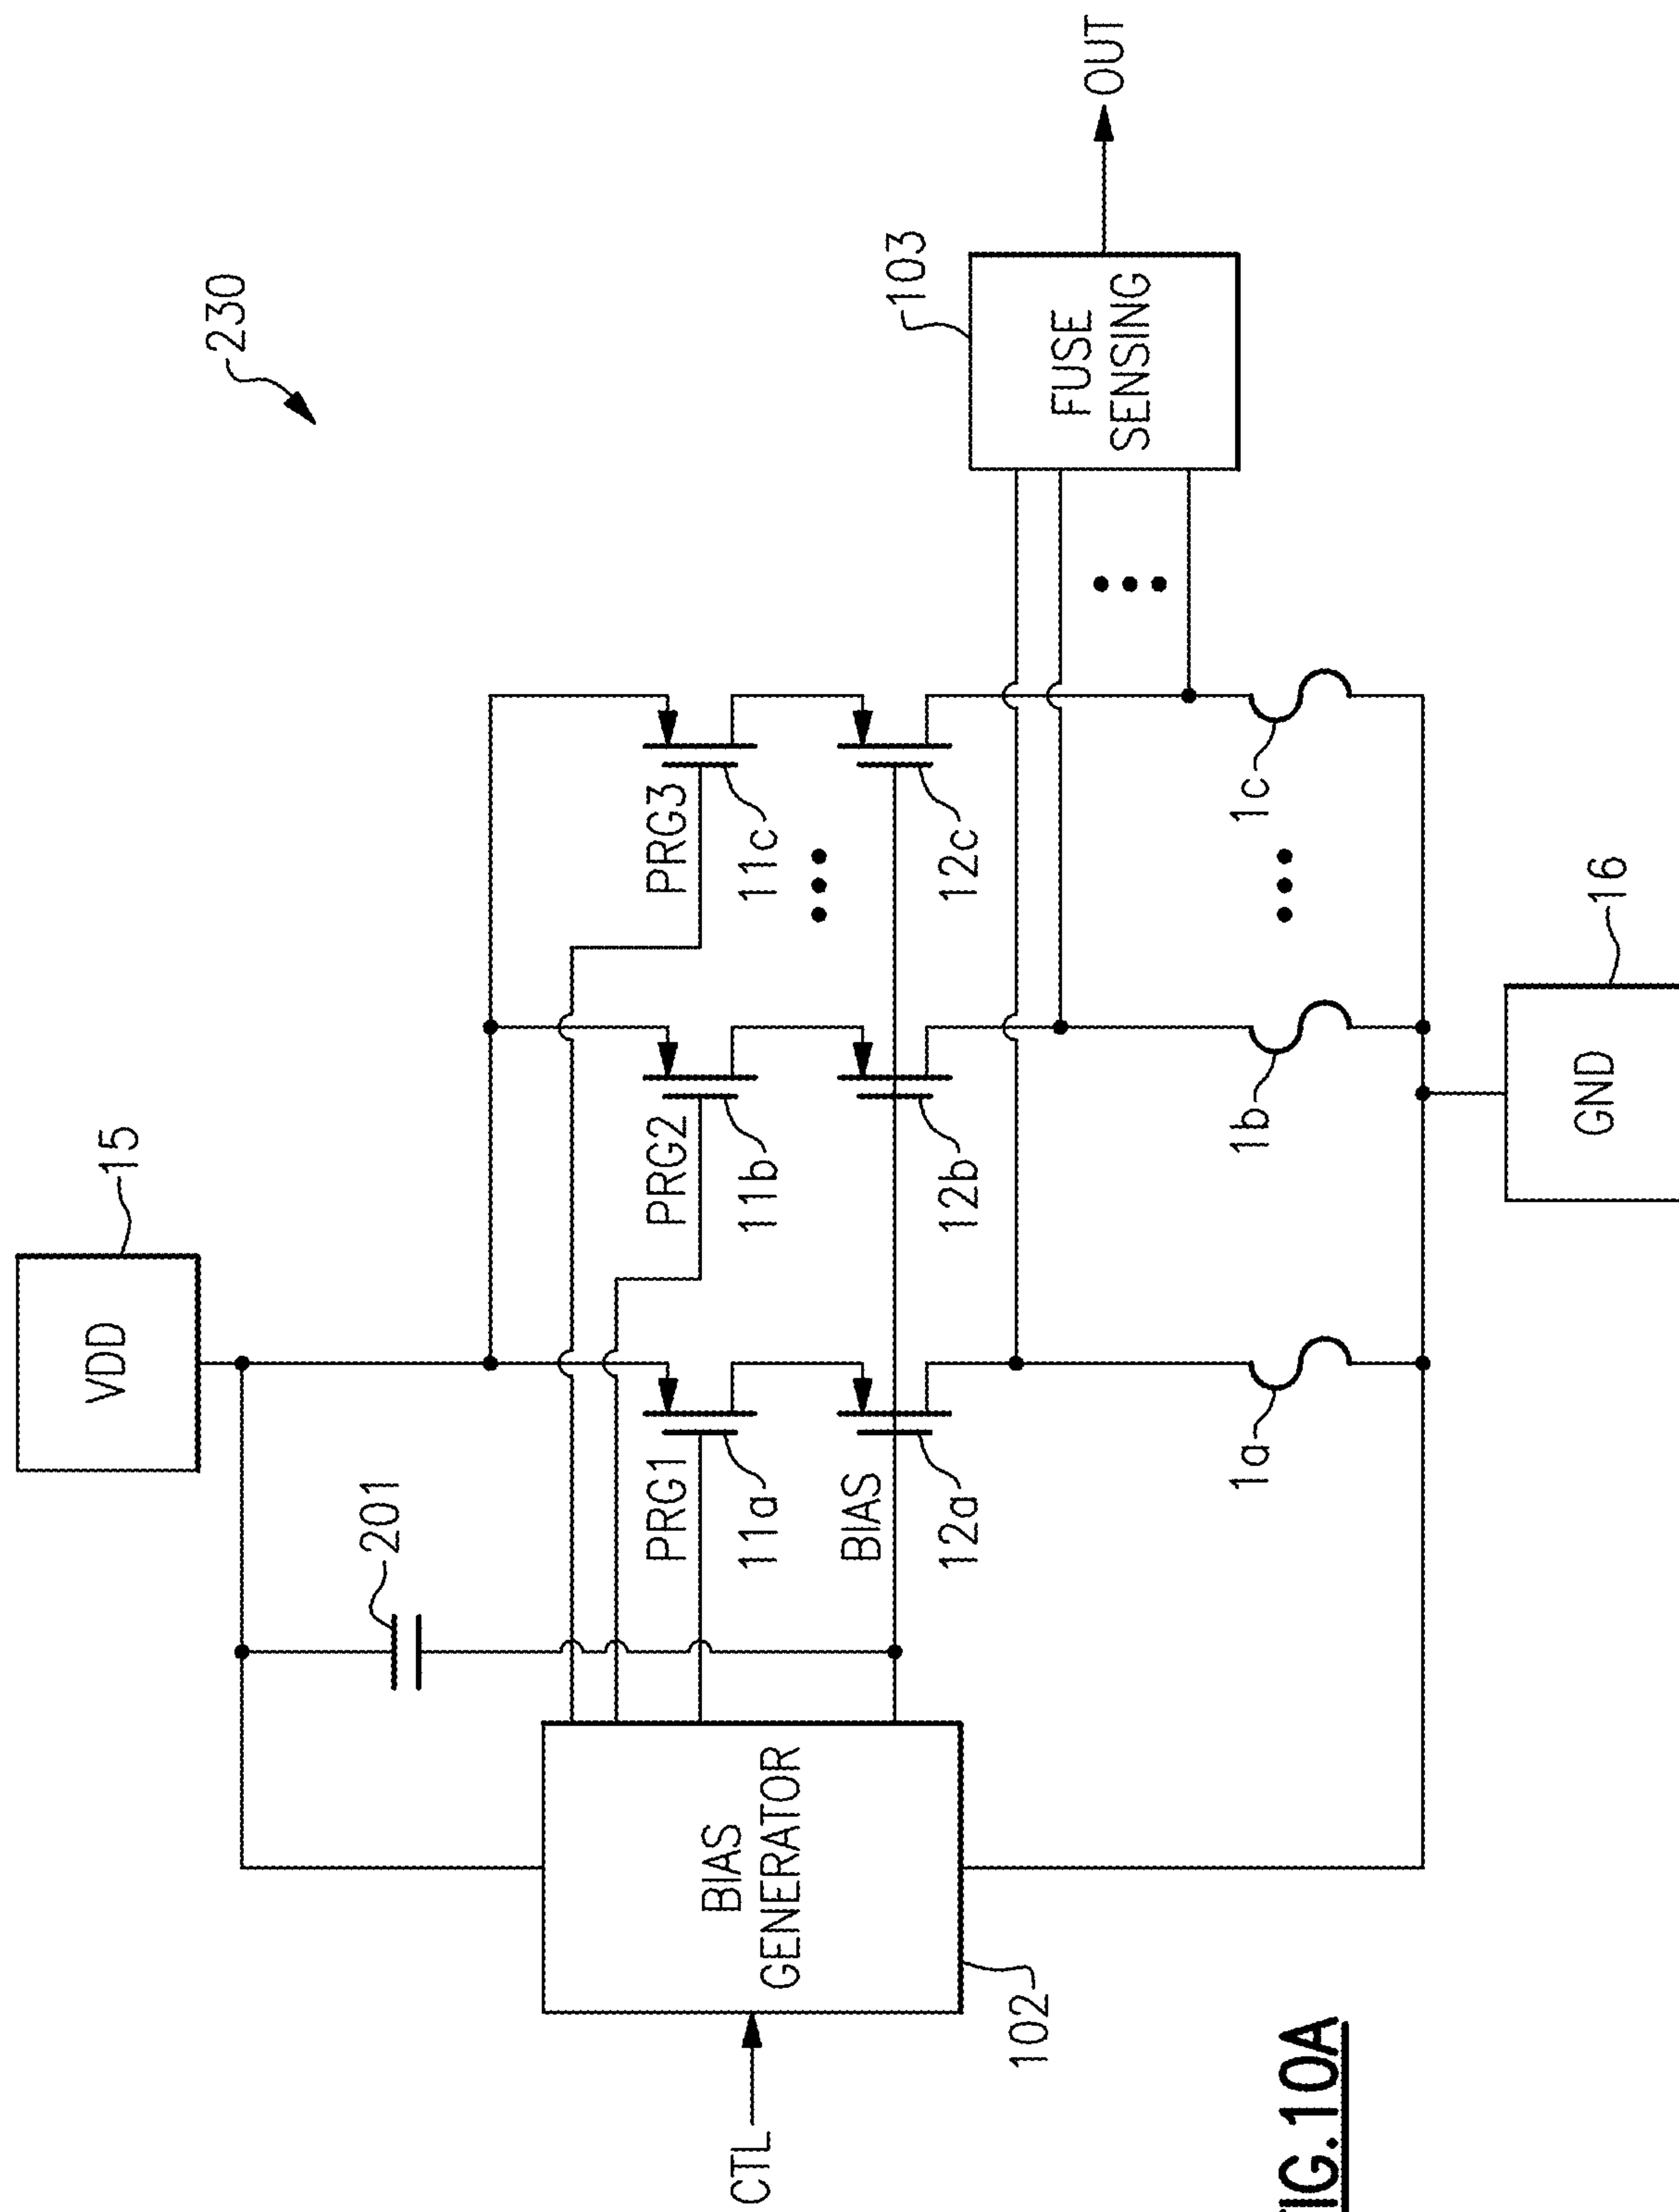 230
VDD
15
201
PRG1
PRG2
PRG3
11a
11b
11c
BIAS
12a
12b
12c
CTL
BIAS
GENERATOR
102
FUSE
SENSING
103
OUT
1a
1b
1c
GND
16
IG.10A